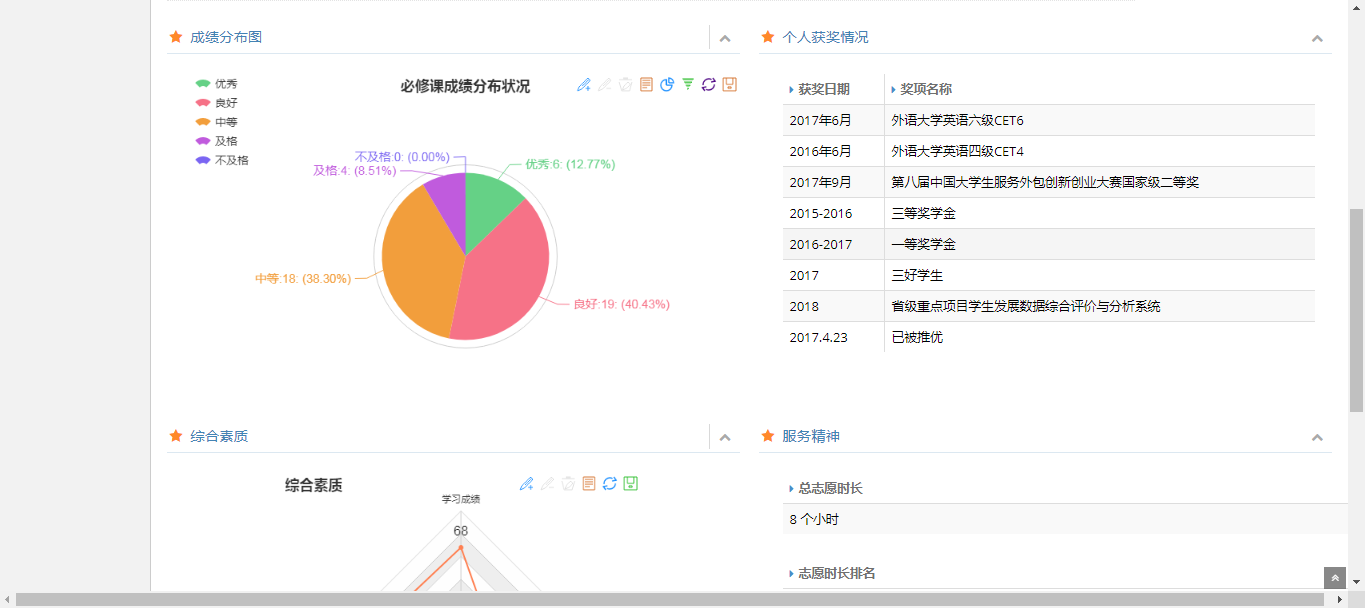 成绩分布图
优秀
良好
中等
及格
不及格
必修课成绩分布状况
不及格:0: (0.00%)
及格:4: (8.51%)
优秀:6: (12.77%)
中等:18: (38.30%)
良好:19: (40.43%)
个人获奖情况
获奖日期 奖项名称
2017年6月 外语大学英语六级CET6
2016年6月 外语大学英语四级CET4
2017年9月 第八届中国大学生服务外包创新创业大赛国家级二等奖
2015-2016 三等奖学金
2016-2017 一等奖学金
2017 三好学生
2018 省级重点项目学生发展数据综合评价与分析系统
2017.4.23 已被推优
综合素质
综合素质
学习成绩
68
服务精神
总志愿时长
8 个小时
志愿时长排名